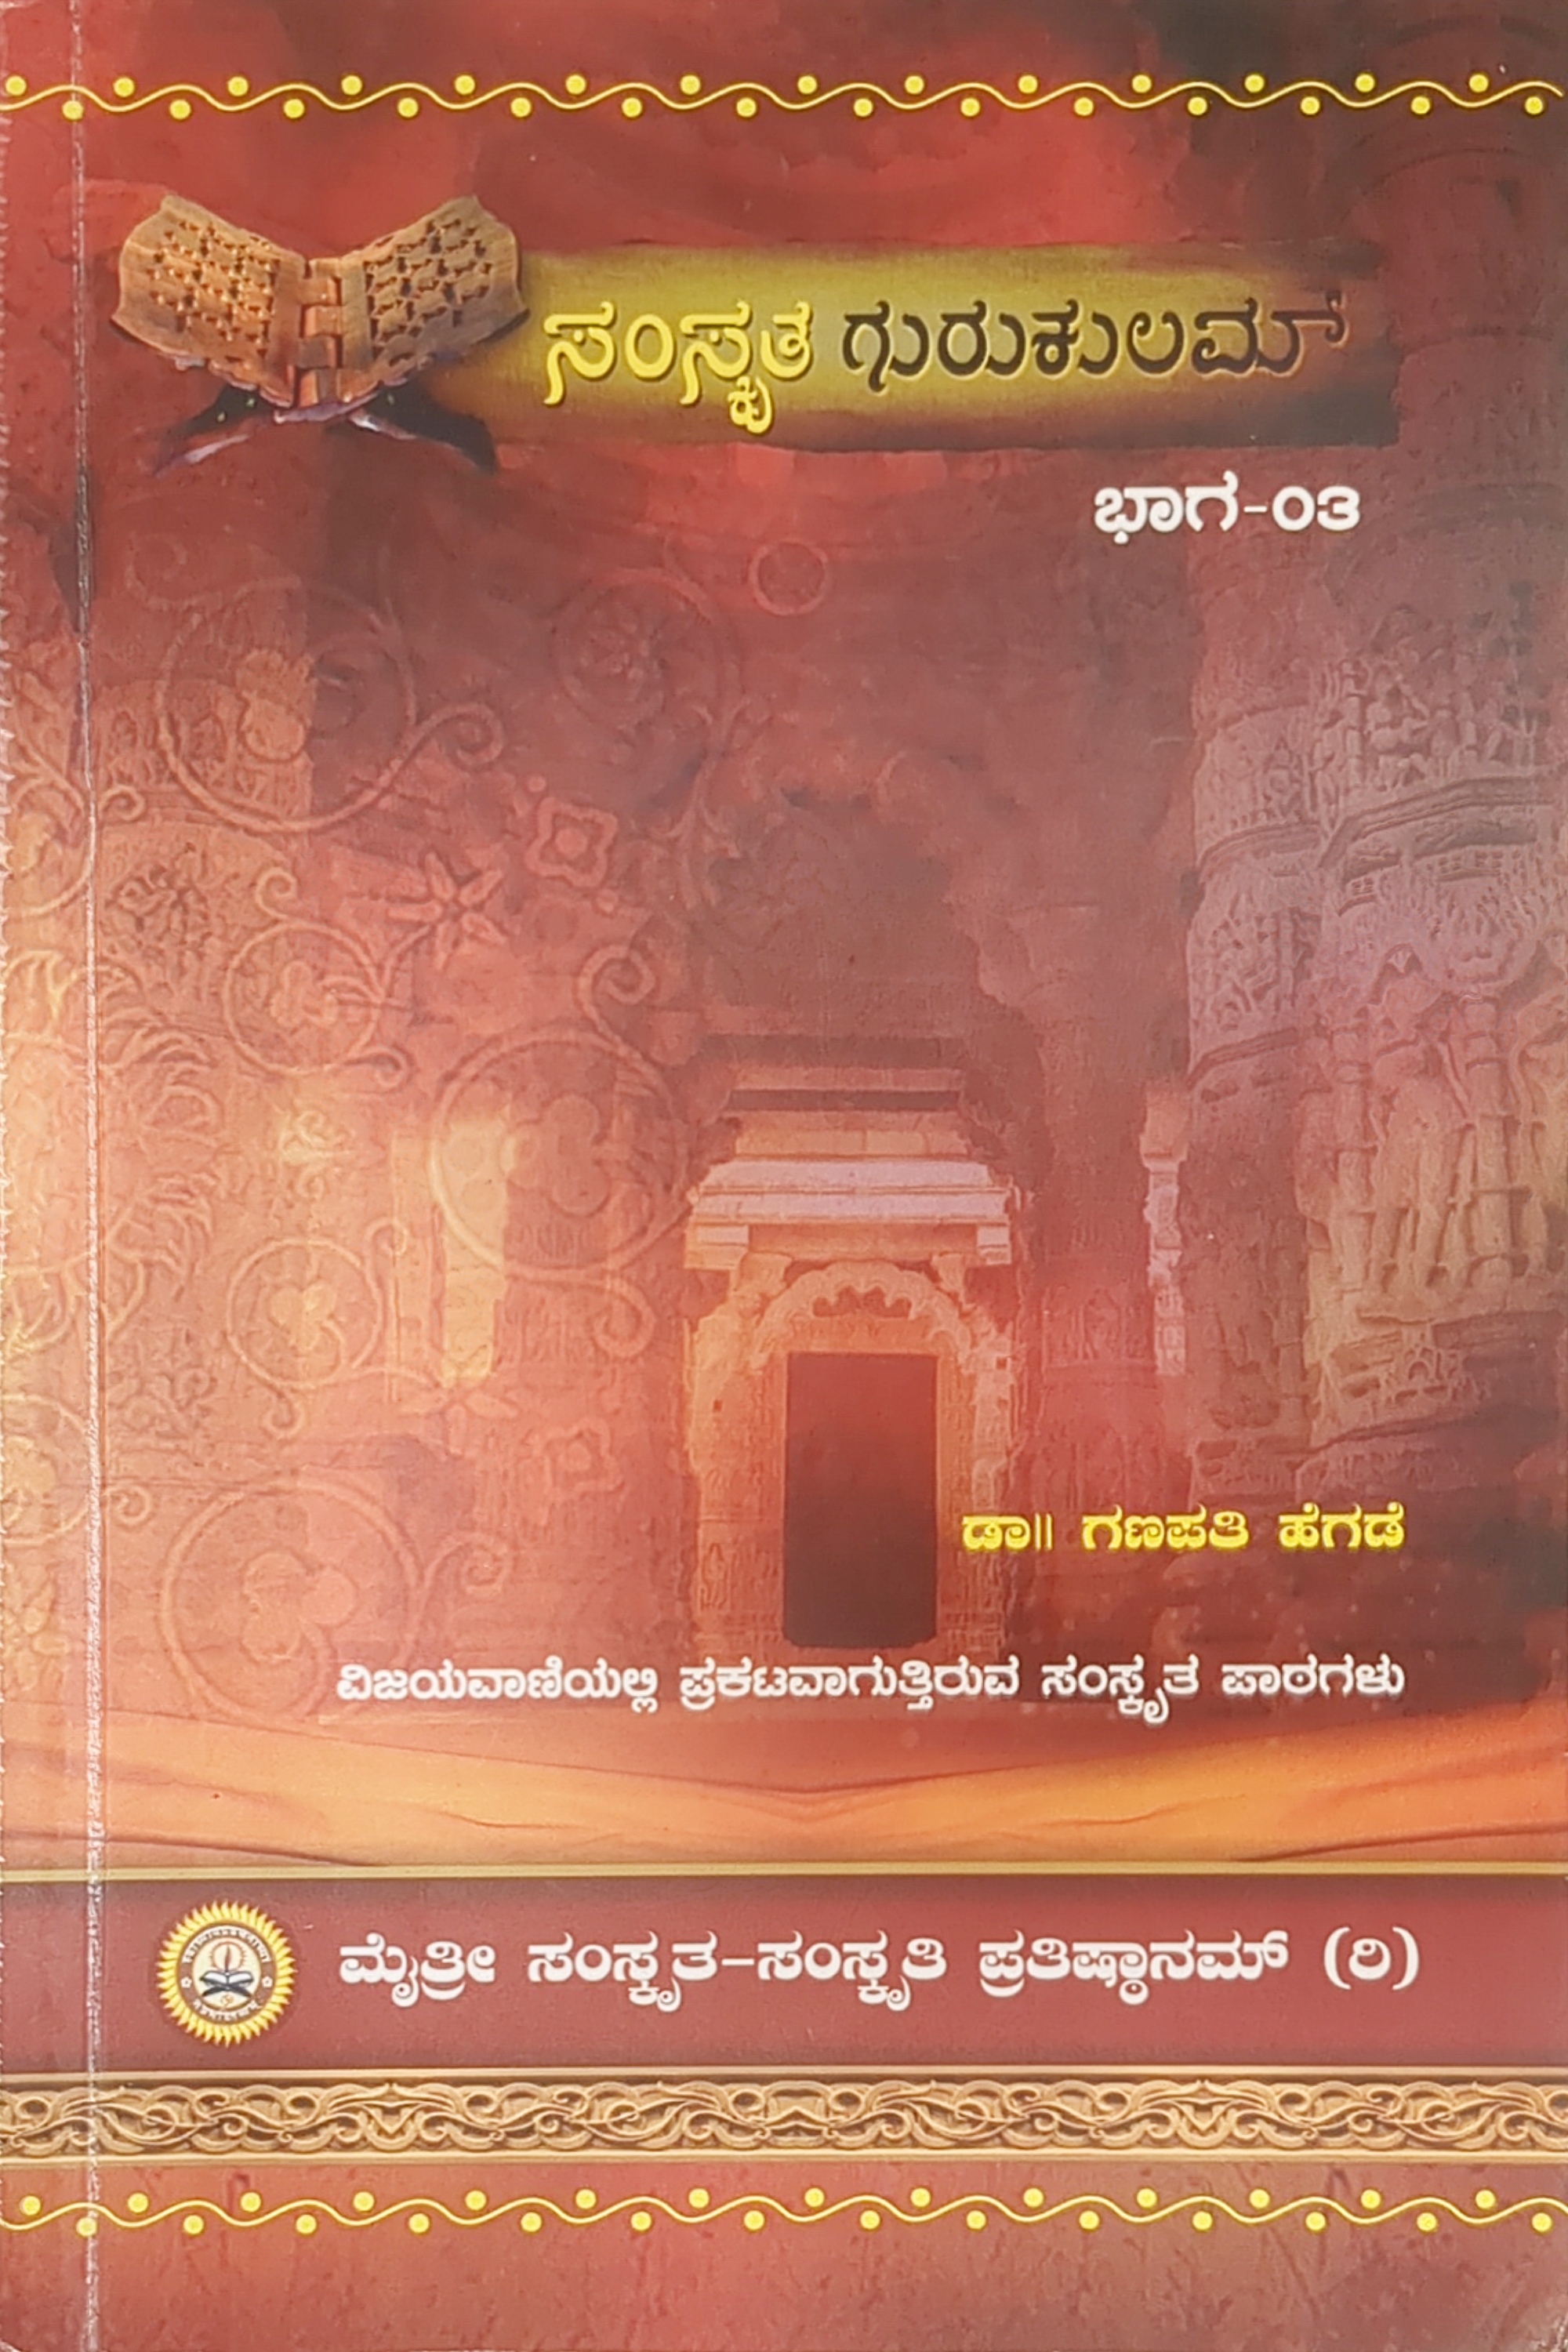 ಸಂಸ್ಕೃತ ಗುರುಕುಲಮ್
ಭಾಗ-೦೩
ಡಾ|| ಗಣಪತಿ ಹೆಗಡೆ
ವಿಜಯವಾಣಿಯಲ್ಲಿ ಪ್ರಕಟವಾಗುತ್ತಿರುವ ಸಂಸ್ಕೃತ ಪಾಠಗಳು
ಮೈತ್ರೀ ಸಂಸ್ಕೃತ-ಸಂಸ್ಕೃತಿ ಪ್ರತಿಷ್ಠಾನಮ್ (ರಿ)